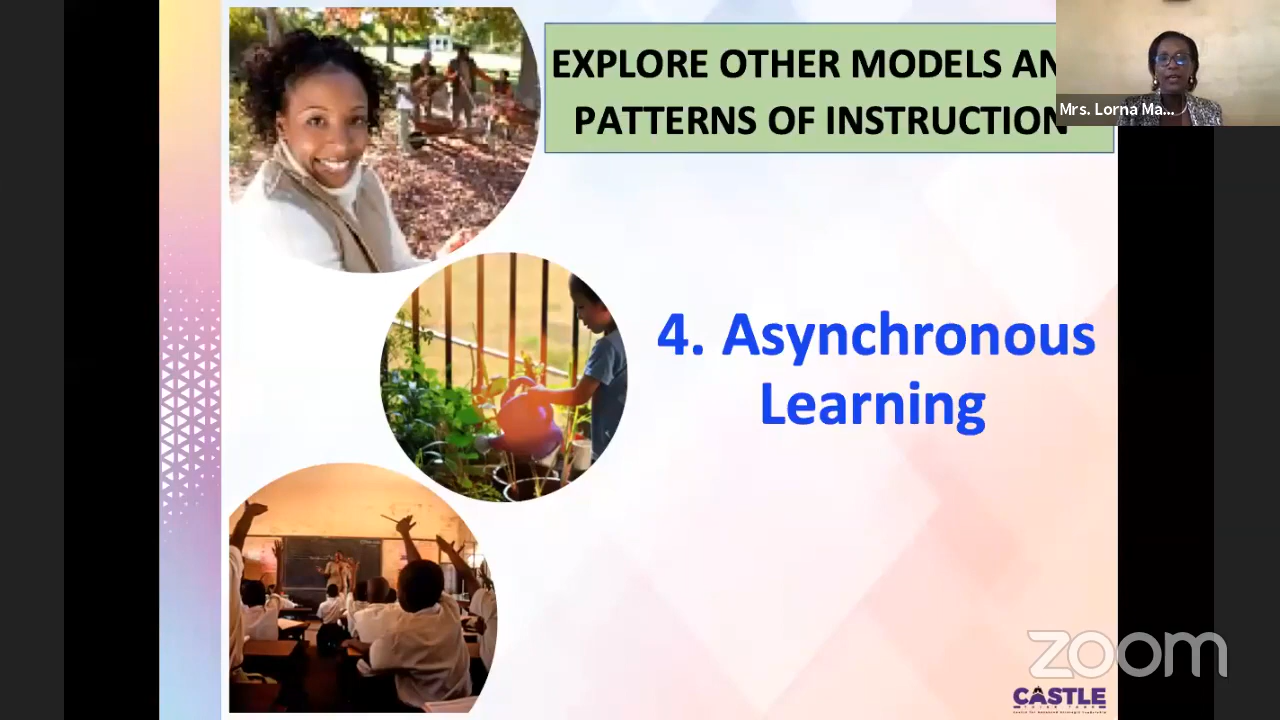 EXPLORE OTHER MODELS AN
PATTERNS OF INSTRUCTION
Mrs. Lorna Ma...
4. Asynchronous
Learning
zoom
CASTLE